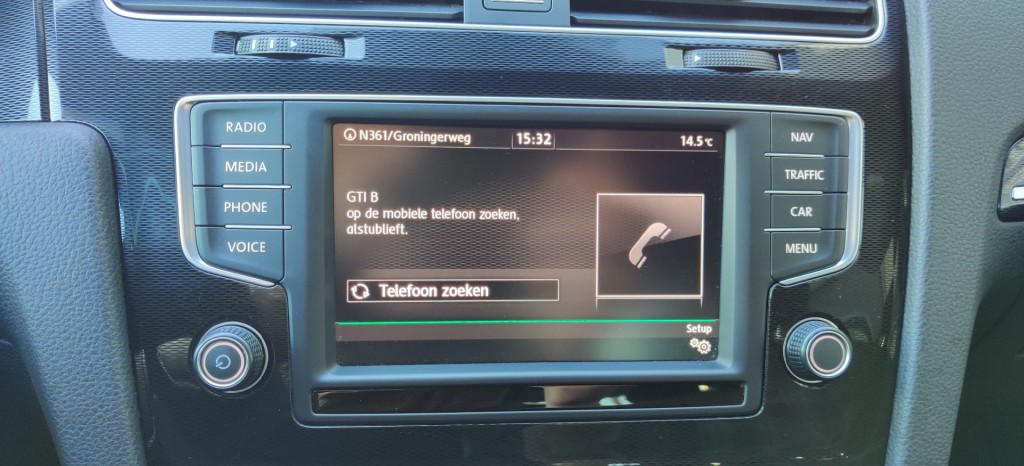 RADIO
MEDIA
PHONE
VOICE
N361/Groningerweg 15:32 14.5°C
GTI B
op de mobiele telefoon zoeken,
alstublieft.
Telefoon zoeken
Setup
NAV
TRAFFIC
CAR
MENU